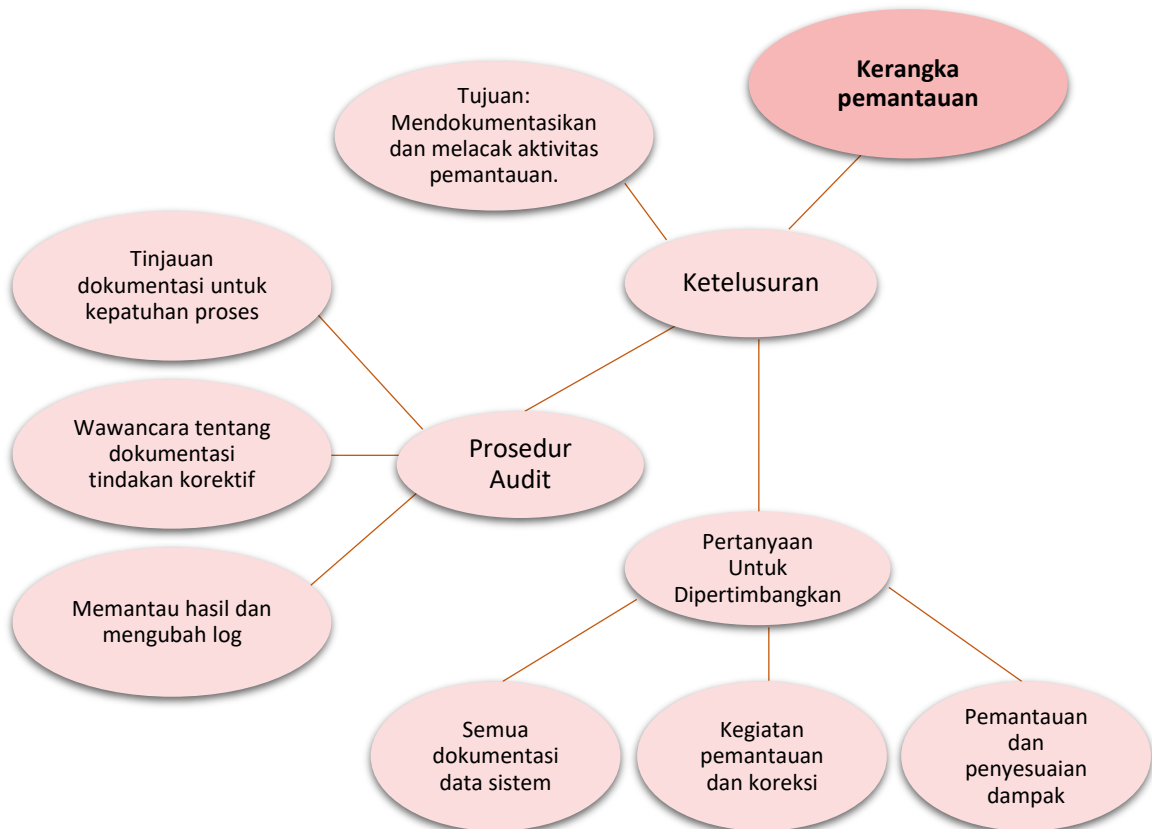 Kerangka
pemantauan
Tujuan:
Mendokumentasikan
dan melacak aktivitas
pemantauan.
Ketelusuran
Tinjauan
dokumentasi untuk
kepatuhan proses
Wawancara tentang
dokumentasi
tindakan korektif
Prosedur
Audit
Memantau hasil dan
mengubah log
Pertanyaan
Untuk
Dipertimbangkan
Semua
dokumentasi
data sistem
Kegiatan
pemantauan
dan koreksi
Pemantauan
dan
penyesuaian
dampak